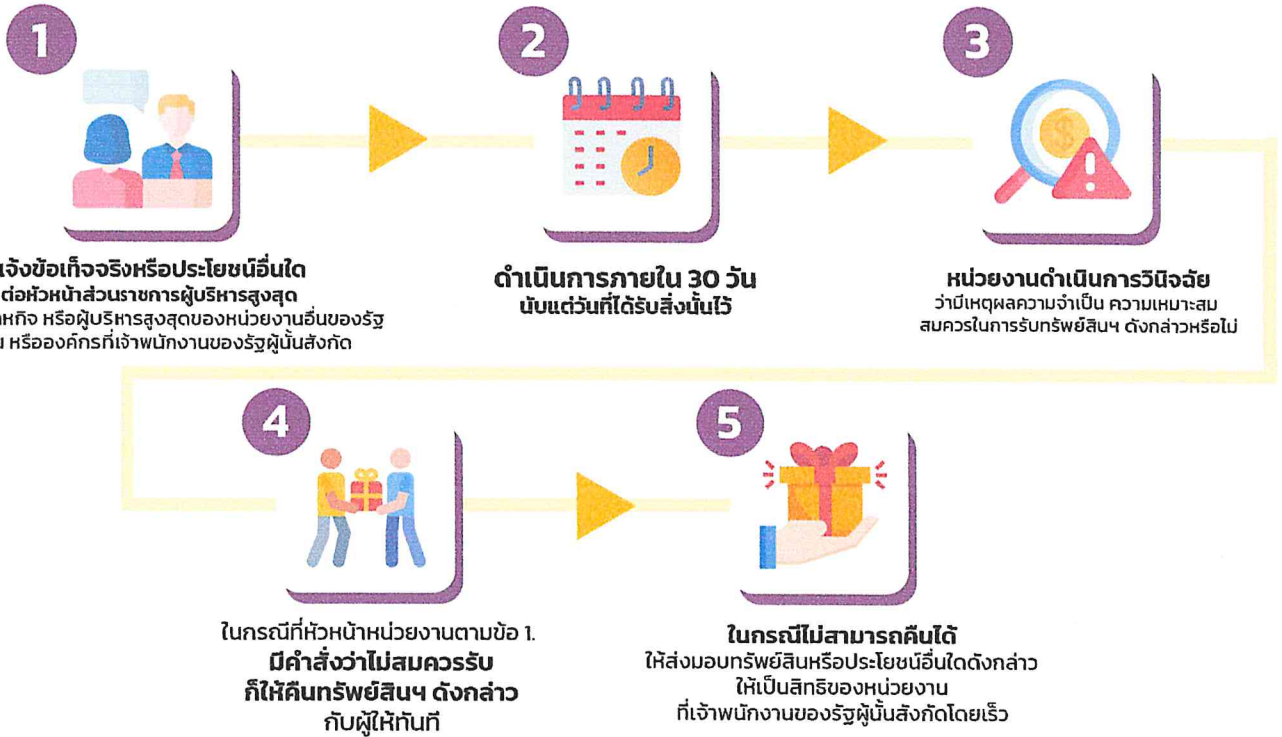 1
แจ้งข้อเท็จจริงหรือประโยชน์อื่นใด
ต่อหัวหน้าส่วนราชการผู้บริหารสูงสุด
หกิจ หรือผู้บริหารสูงสุดของหน่วยงานอื่นของรัฐ
หรือองค์กรที่เจ้าพนักงานของรัฐผู้นั้นสังกัด
2
ดำเนินการภายใน 30 วัน
นับแต่วันที่ได้รับสิ่งนั้นไว้
3
หน่วยงานดำเนินการวินิจฉัย
ว่ามีเหตุผลความจำเป็น ความเหมาะสม
สมควรในการรับทรัพย์สินฯ ดังกล่าวหรือไม่
4
ในกรณีที่หัวหน้าหน่วยงานตามข้อ 1.
มีคำสั่งว่าไม่สมควรรับ
ก็ให้คืนทรัพย์สินฯ ดังกล่าว
กับผู้ให้ทันที
5
ในกรณีไม่สามารถคืนได้
ให้ส่งมอบทรัพย์สินหรือประโยชน์อื่นใดดังกล่าว
ให้เป็นสิทธิของหน่วยงาน
ที่เจ้าพนักงานของรัฐผู้นั้นสังกัดโดยเร็ว